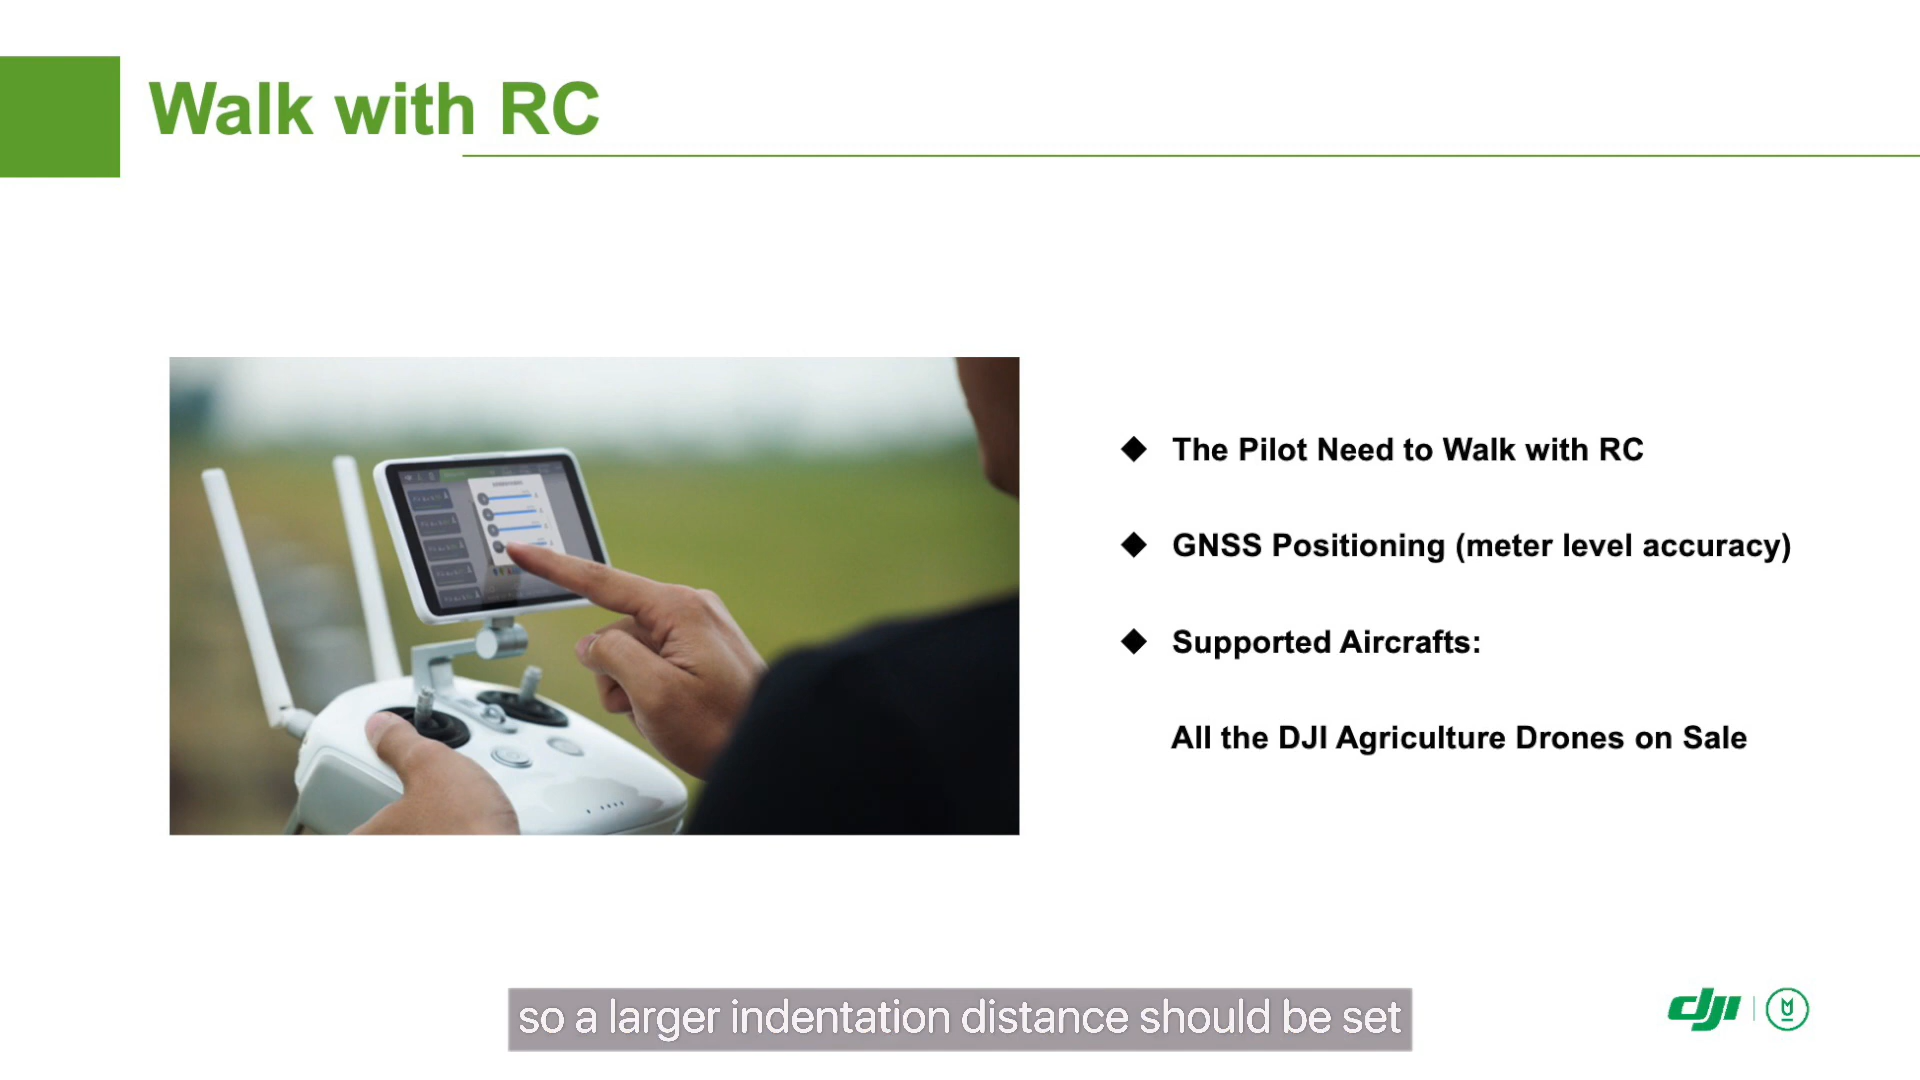 Walk with RC
◆ The Pilot Need to Walk with RC
◆ GNSS Positioning (meter level accuracy)
◆ Supported Aircrafts:
All the DJI Agriculture Drones on Sale
so a larger indentation distance should be set
dji